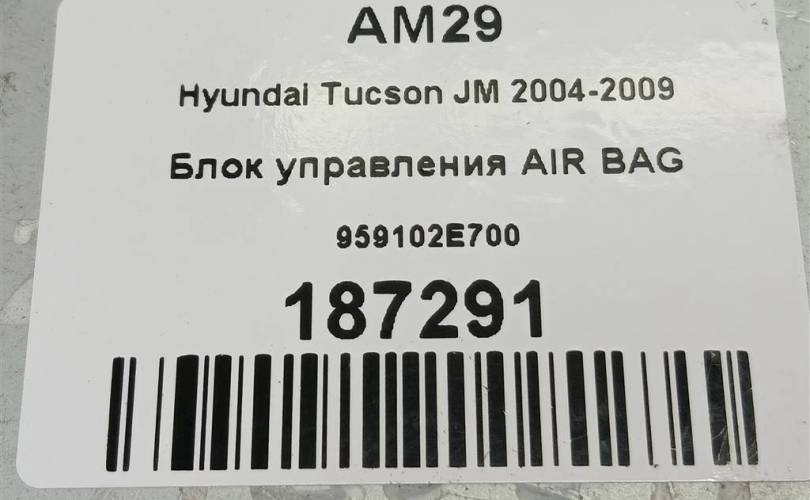 AM29
Hyundai Tucson JM 2004-2009
Блок управления AIR BAG
959102E700
187291